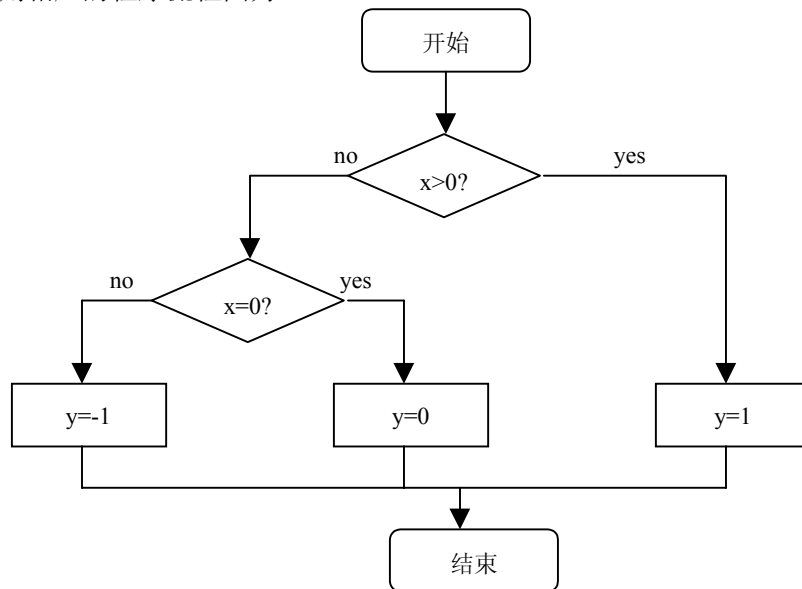 开始
no
yes
x>0?
no
yes
x=0?
y=-1
y=0
y=1
结束